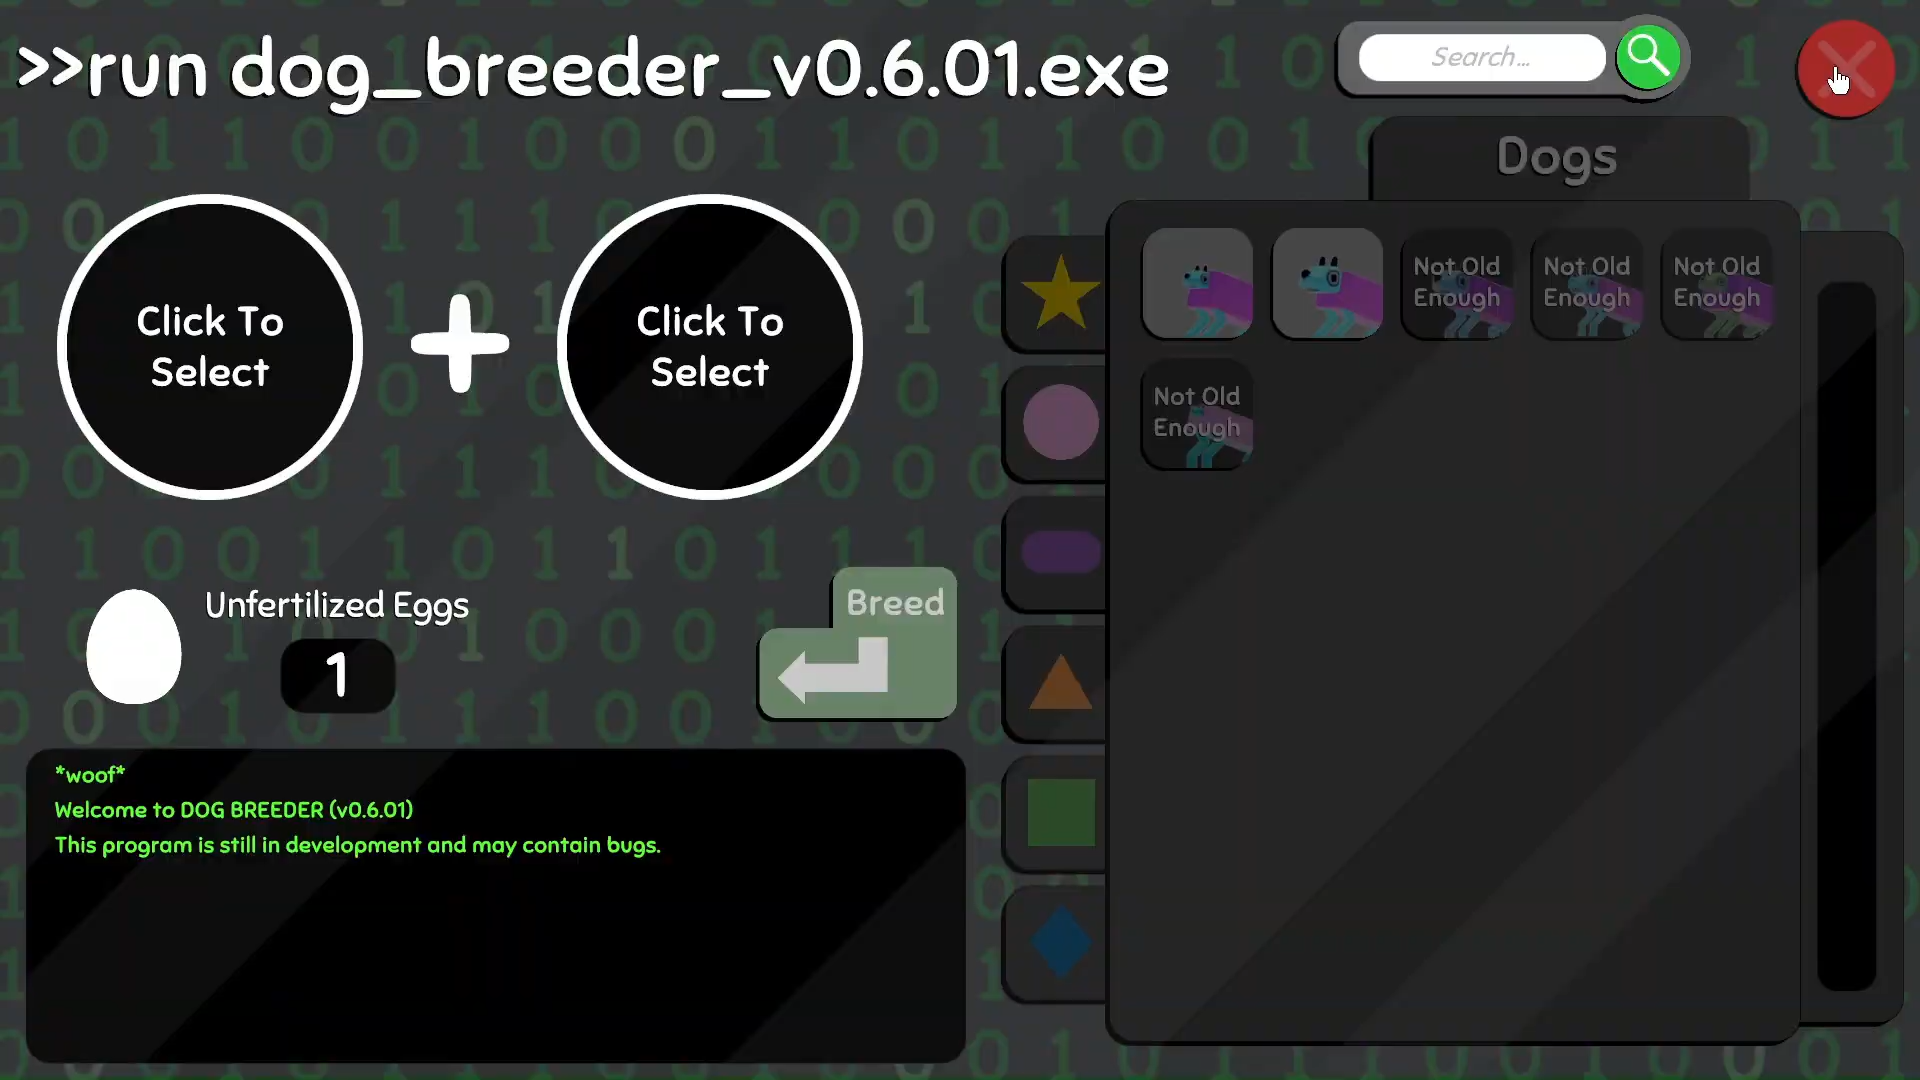 >>run dog_breeder_v0.6.01.exe
Search...
Dogs
Click To
Select
Click To
Select
Not Old
Enough
Not Old
Enough
Not Old
Enough
Not Old
Enough
Unfertilized Eggs
1
Breed
*woof*
Welcome to DOG BREEDER (v0.6.01)
This program is still in development and may contain bugs.